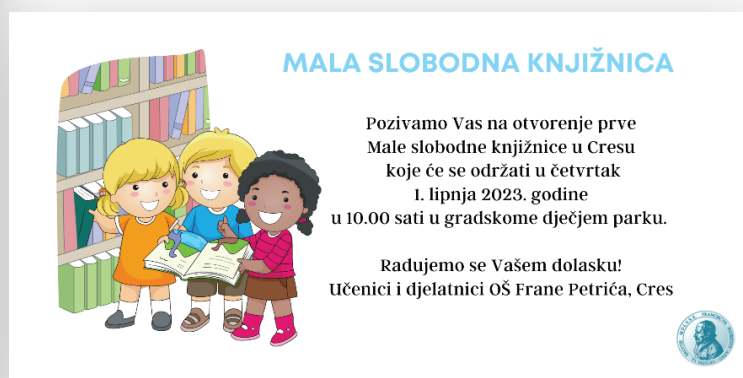 MALA SLOBODNA KNJIŽNICA
Pozivamo Vas na otvorenje prve
Male slobodne knjižnice u Cresu
koje će se održati u četvrtak
1. lipnja 2023. godine
u 10.00 sati u gradskome dječjem parku.
Radujemo se Vašem dolasku!
Učenici i djelatnici OŠ Frane Petrića, Cres